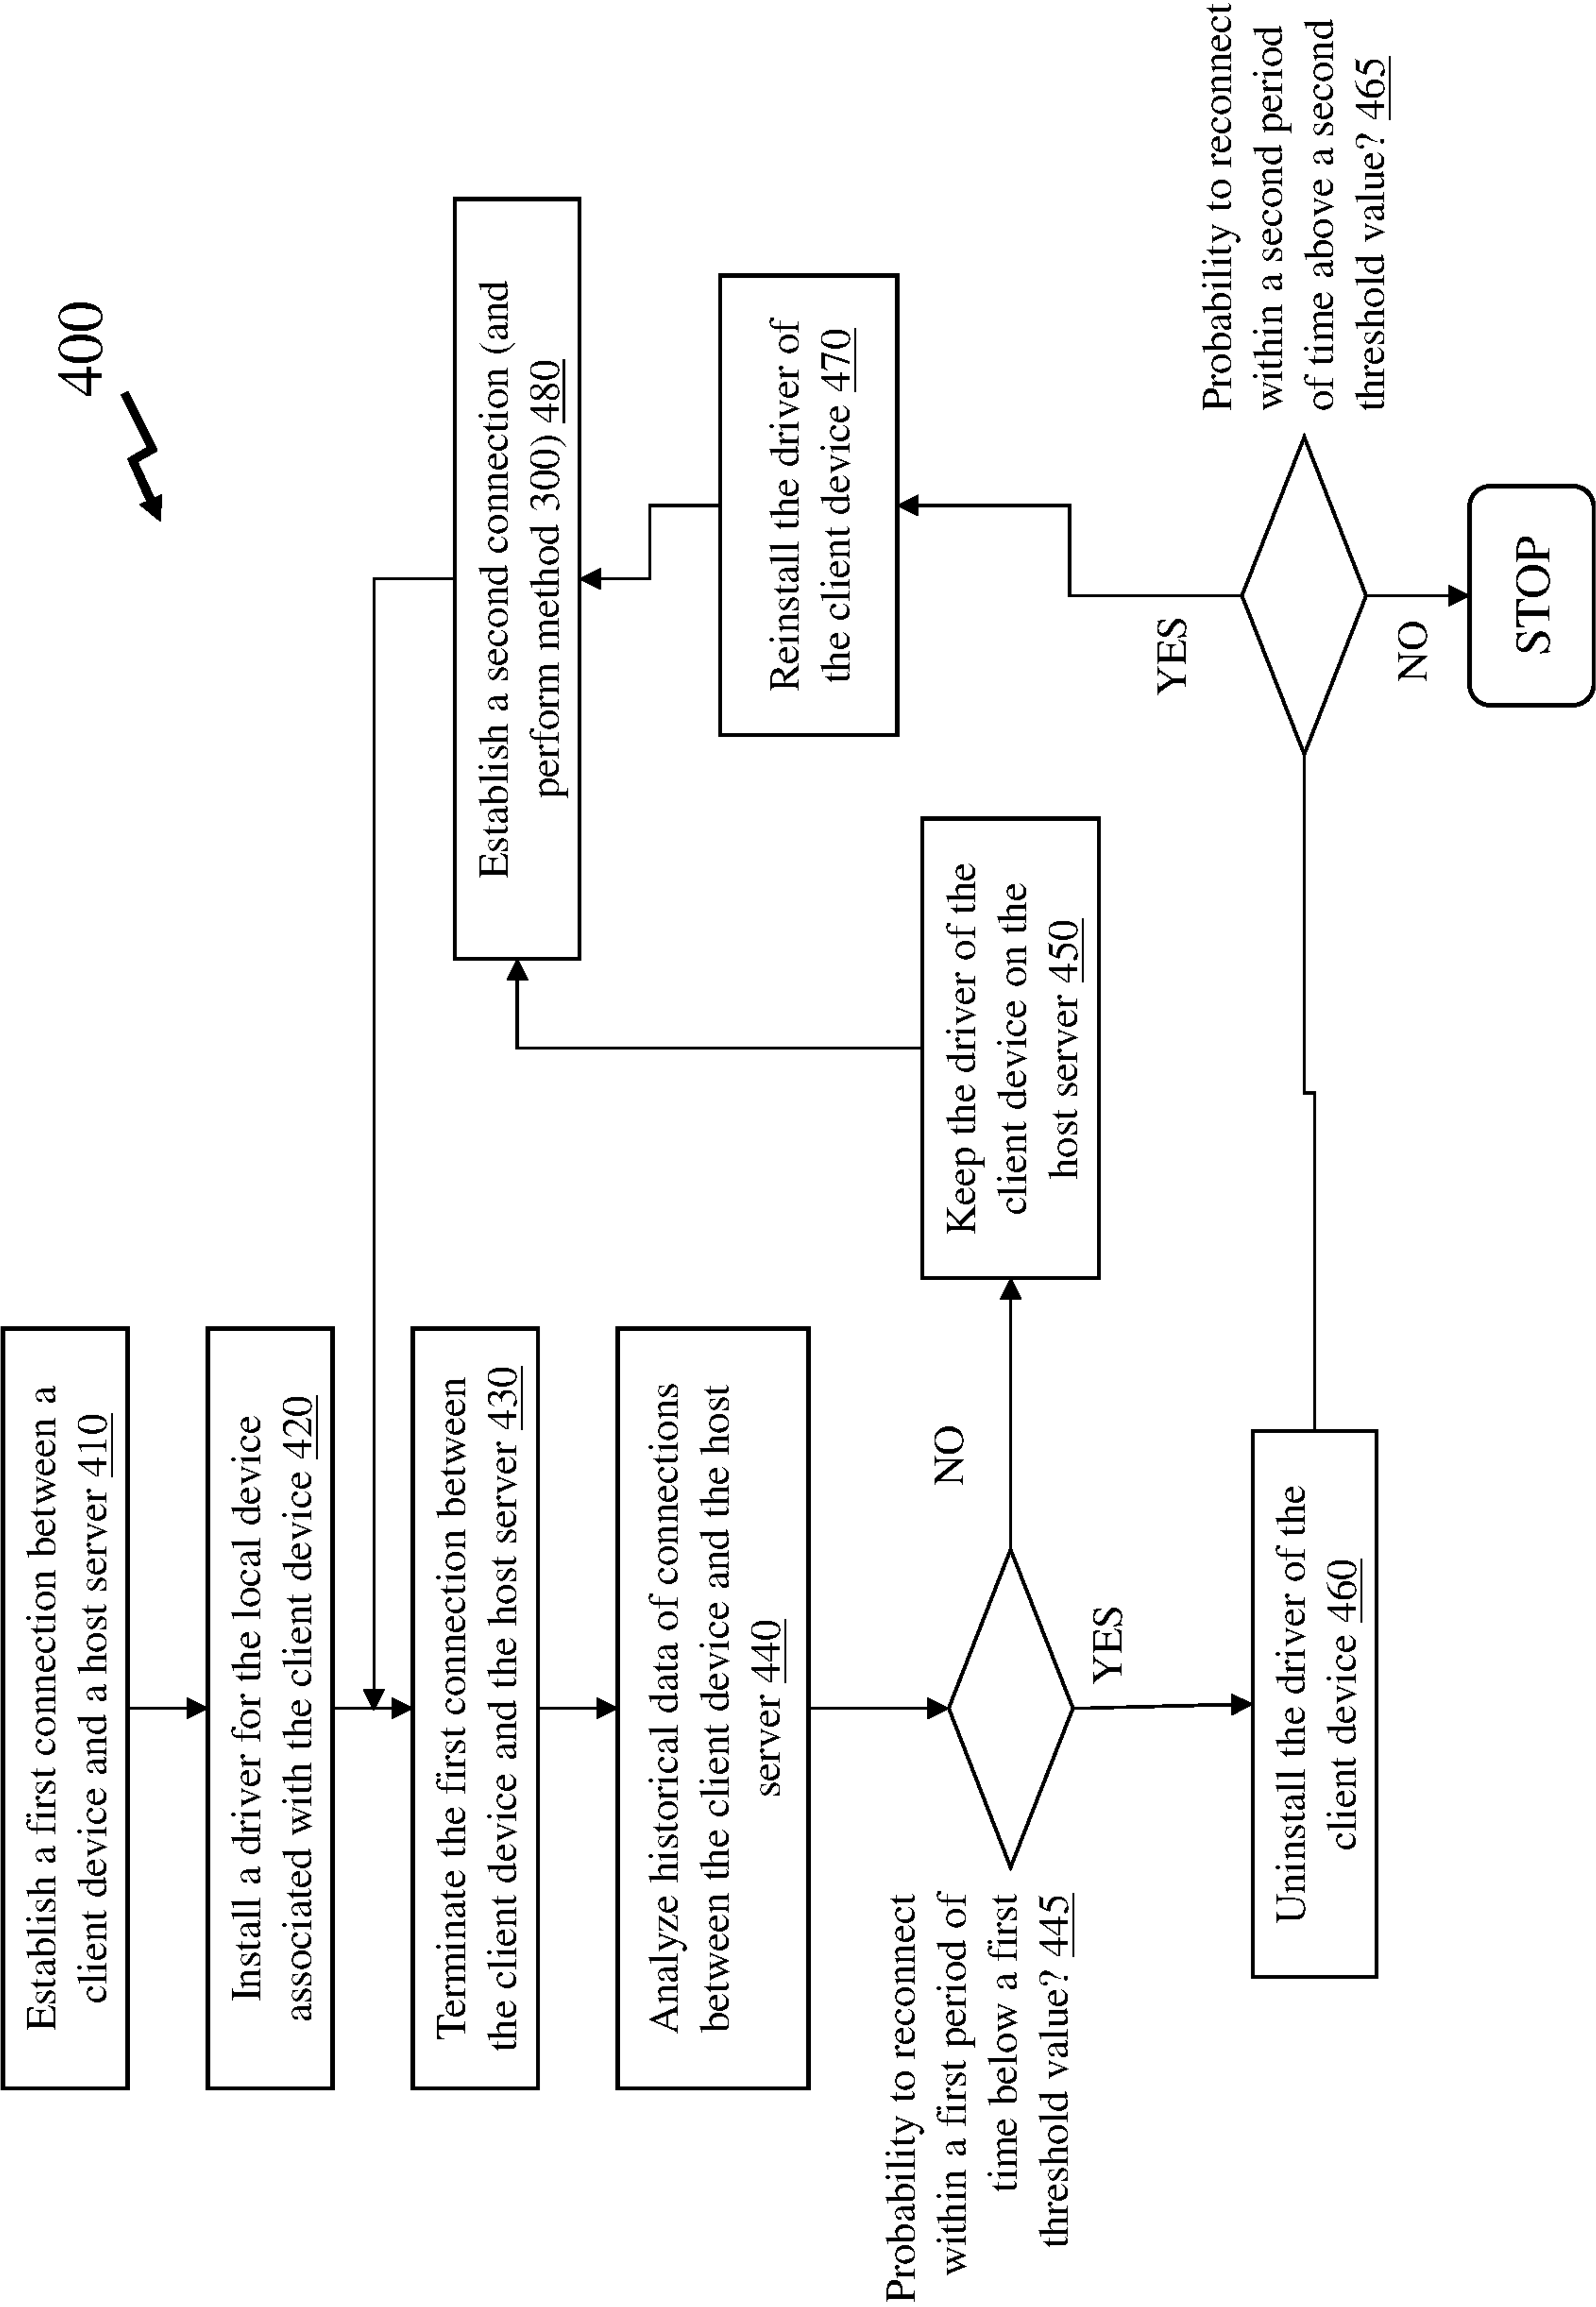 400
Establish a first connection between a
client device and a host server 410
Install a driver for the local device
associated with the client device 420
Terminate the first connection between
the client device and the host server 430
Analyze historical data of connections
between the client device and the host
server 440
Probability to reconnect
within a first period of
time below a first
threshold value? 445
NO
YES
Keep the driver of the
client device on the
host server 450
Uninstall the driver of the
client device 460
Establish a second connection (and
perform method 300) 480
Reinstall the driver of
the client device 470
YES
Probability to reconnect
within a second period
of time above a second
threshold value? 465
NO
STOP